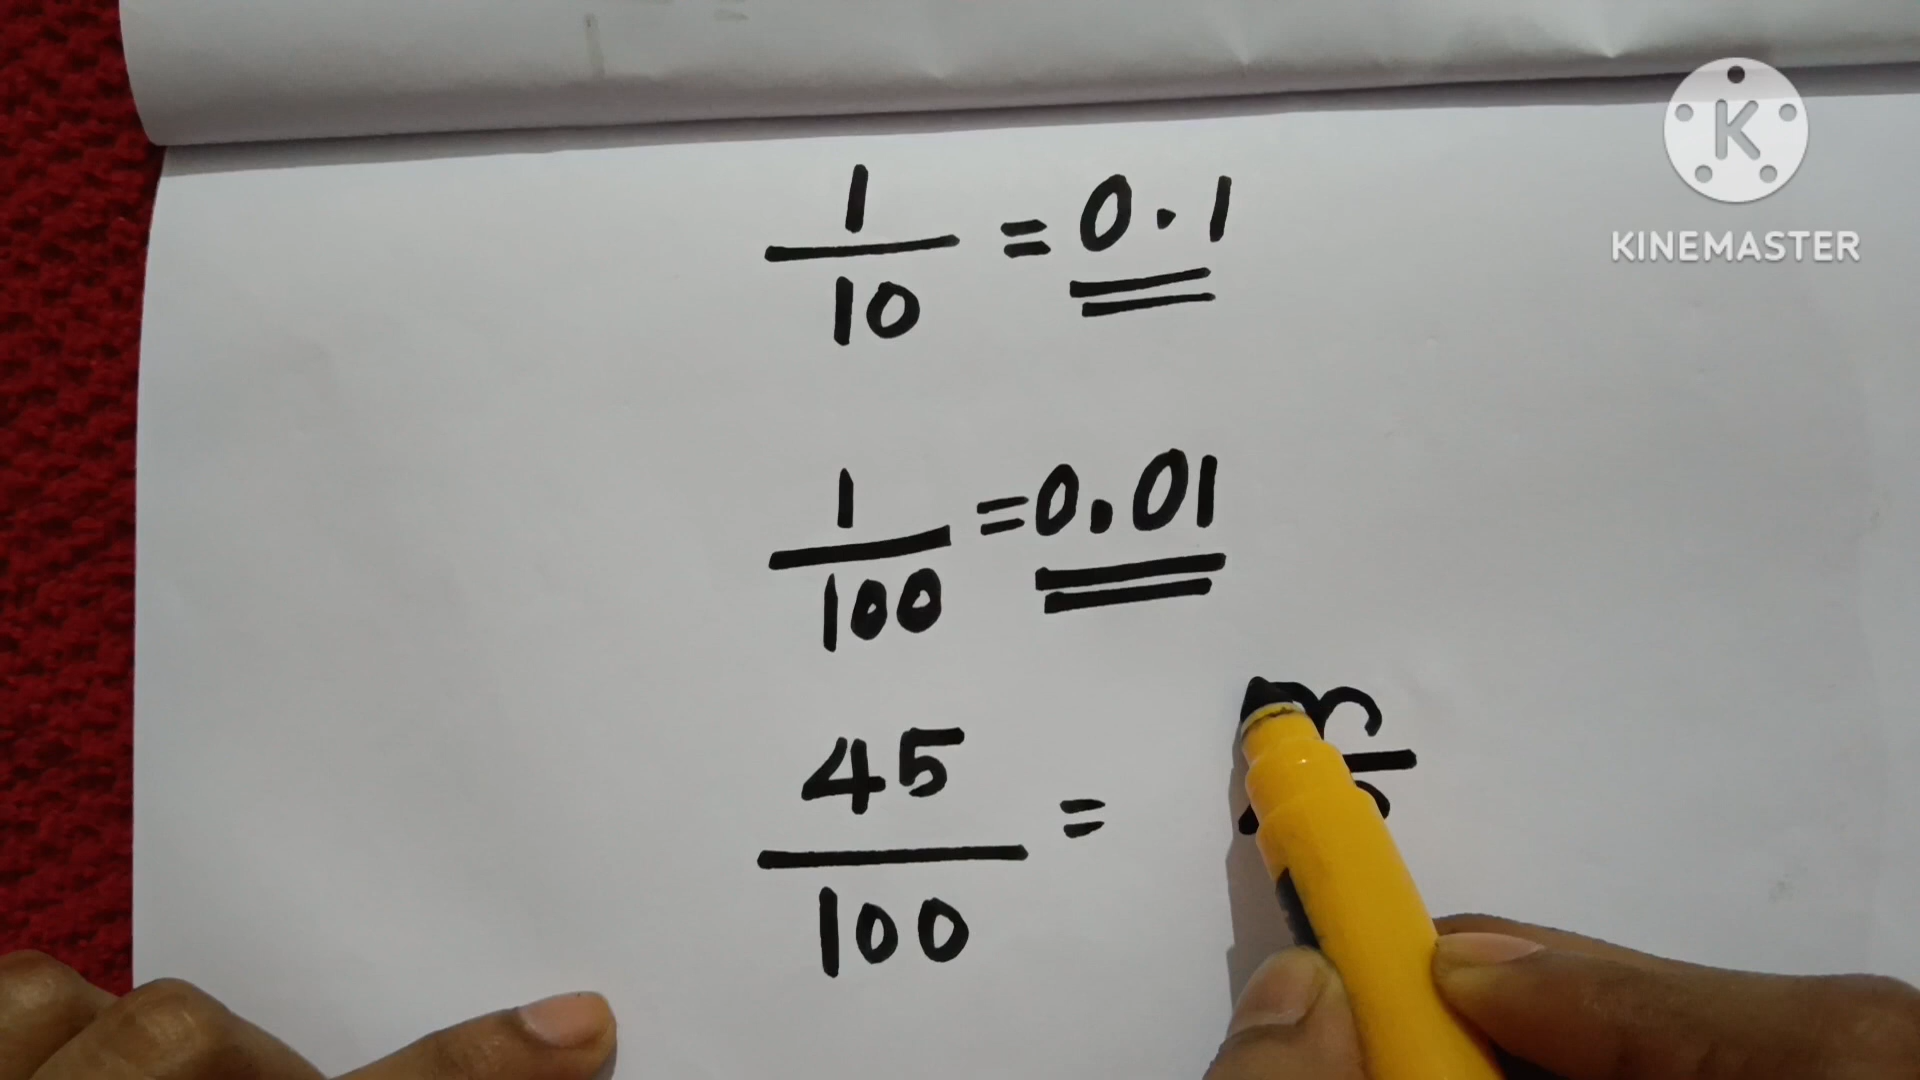 1/10 = 0.1
1/100 = 0.01
45/100 =
KINEMASTER